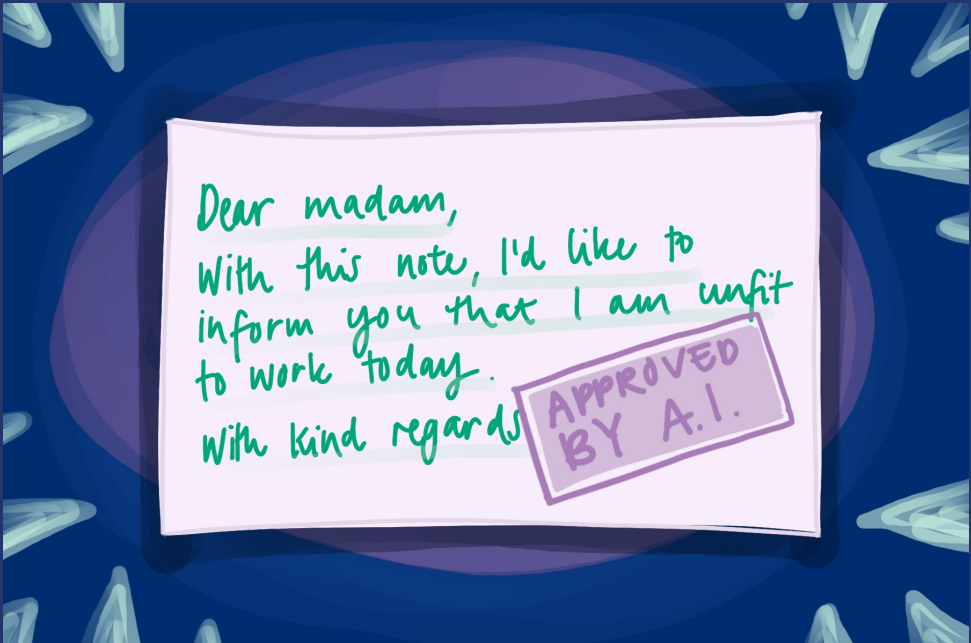 Dear madam,
With this note, I'd like to
inform you that I am unfit
to work today.
With kind regards
APPROVED
BY A.I.